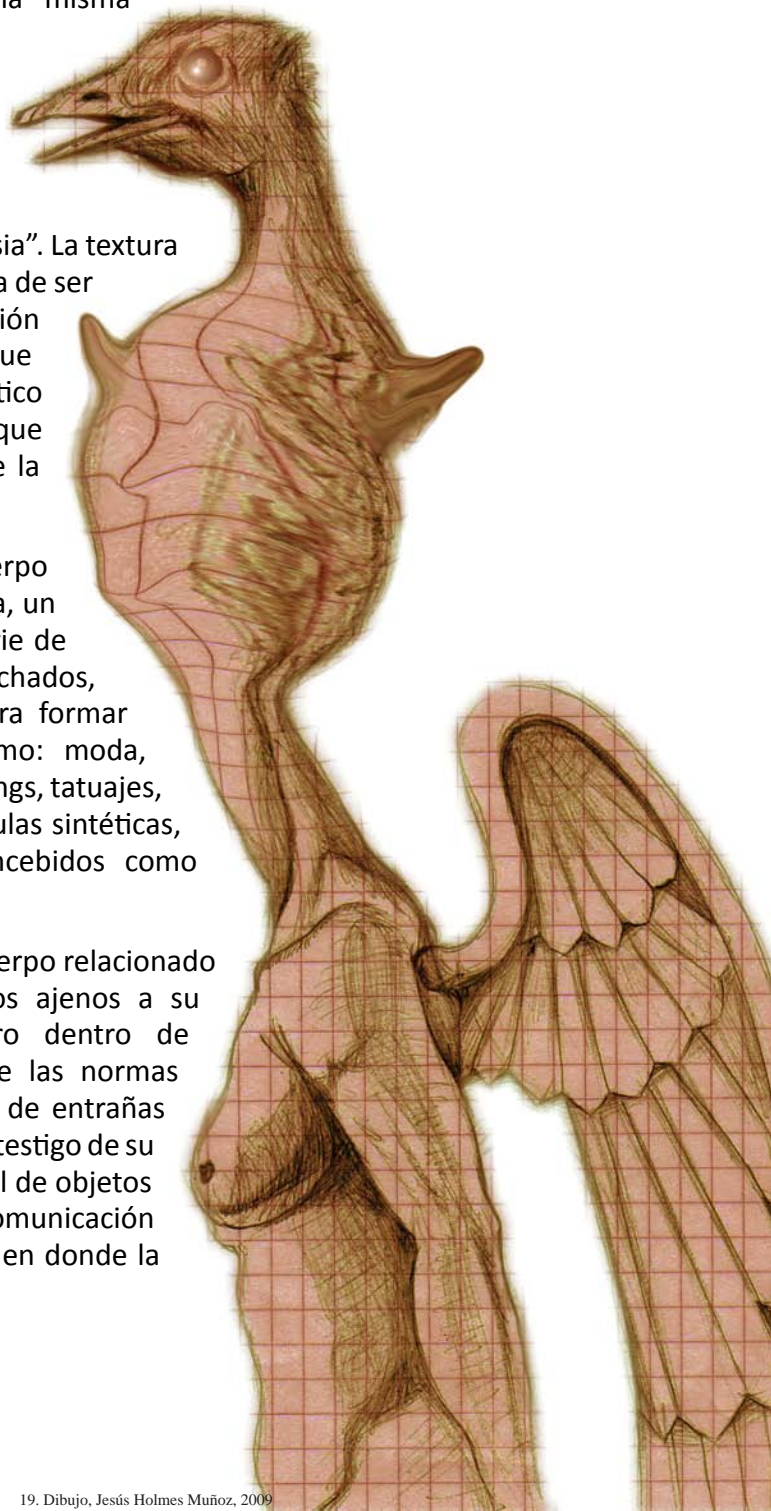 misma
sia”. La textura
a de ser
ión
ue
tico
que
e la
erpo
a, un
ie de
chados,
ra formar
mo: moda,
ngs, tatuajes,
ulas sintéticas,
ncebidos como
erpo relacionado
os ajenos a su
ro dentro de
e las normas
de entrañas
testigo de su
l de objetos
omunicación
en donde la
19. Dibujo, Jesús Holmes Muñoz, 2009